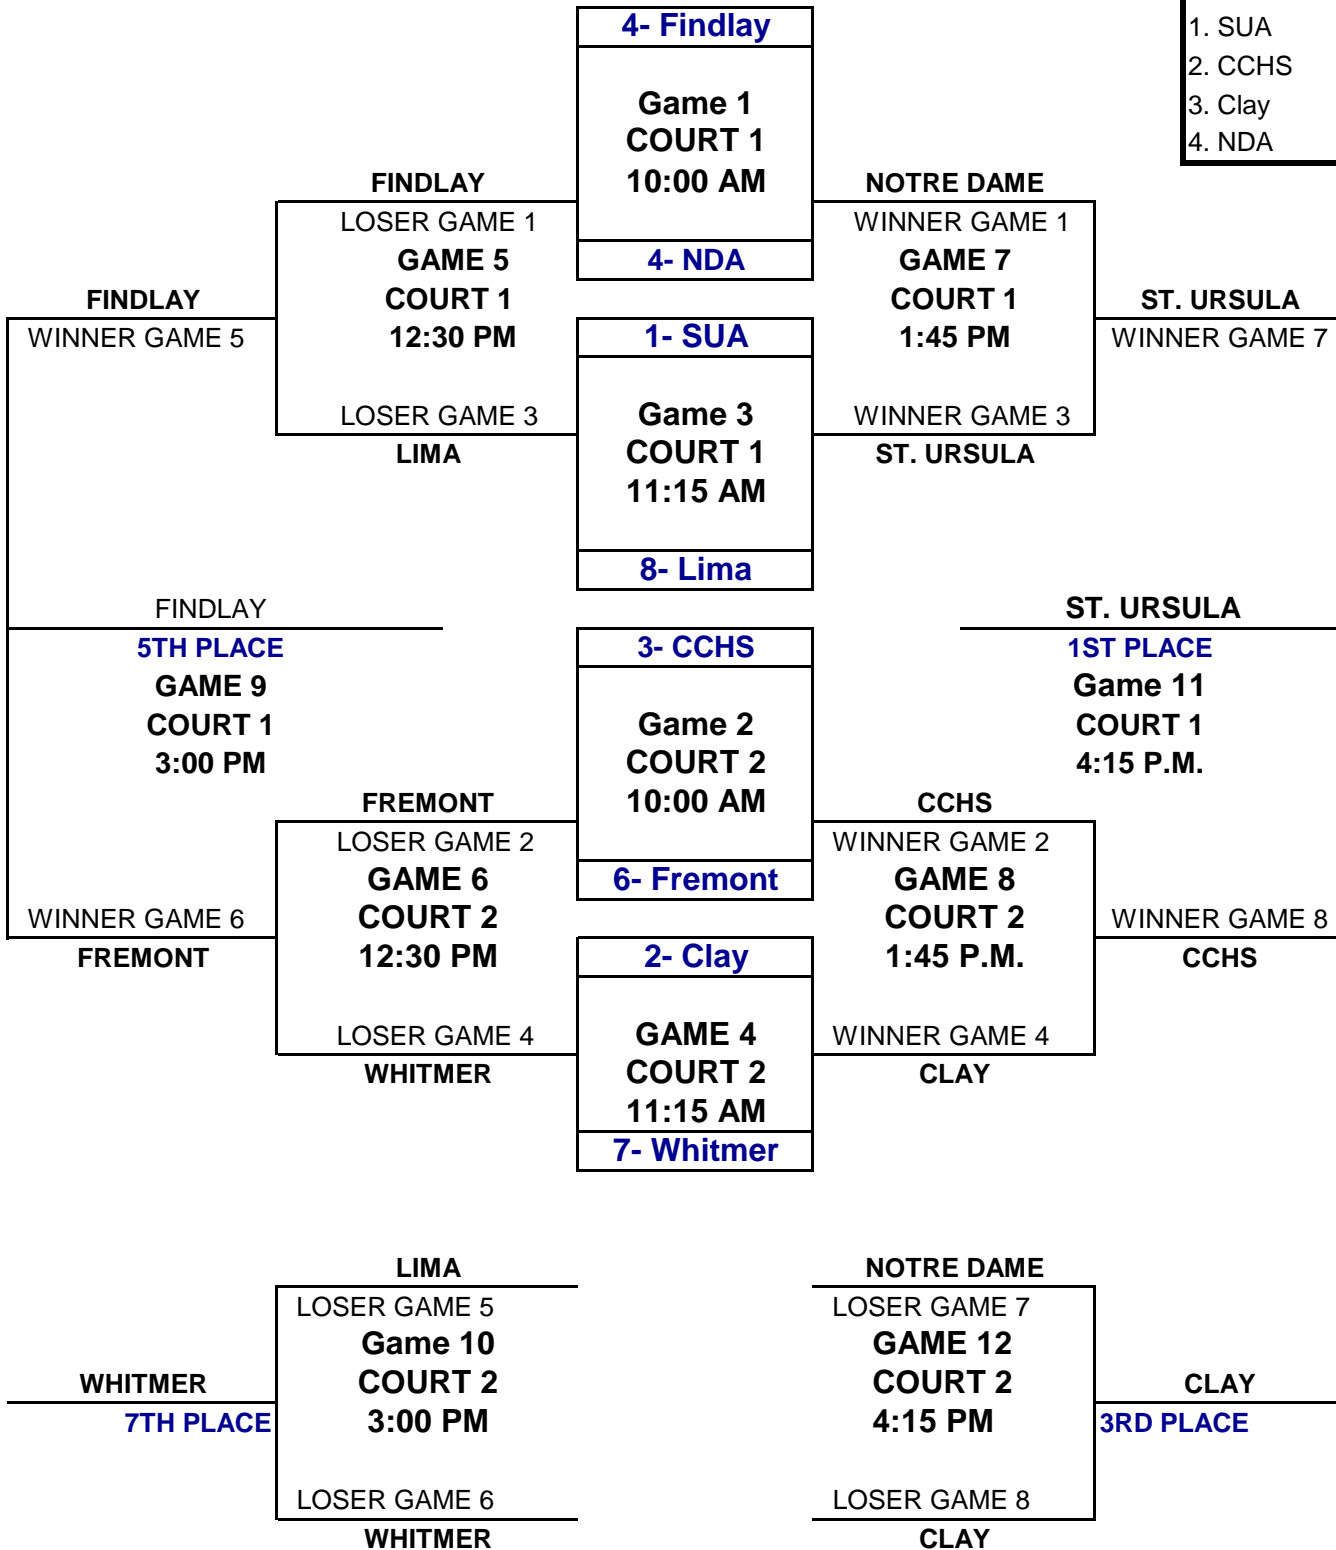 4- Findlay
1. SUA
2. CCHS
3. Clay
4. NDA
Game 1
COURT 1
10:00 AM
FINDLAY
NOTRE DAME
LOSER GAME 1
WINNER GAME 1
GAME 5
4- NDA
GAME 7
FINDLAY
COURT 1
COURT 1
ST. URSULA
WINNER GAME 5
12:30 PM
1- SUA
1:45 PM
WINNER GAME 7
LOSER GAME 3
Game 3
WINNER GAME 3
LIMA
COURT 1
ST. URSULA
11:15 AM
8- Lima
FINDLAY
ST. URSULA
5TH PLACE
3- CCHS
1ST PLACE
GAME 9
Game 11
COURT 1
Game 2
COURT 1
3:00 PM
COURT 2
4:15 P.M.
FREMONT
10:00 AM
CCHS
LOSER GAME 2
WINNER GAME 2
GAME 6
6- Fremont
GAME 8
WINNER GAME 6
COURT 2
COURT 2
WINNER GAME 8
FREMONT
12:30 PM
2- Clay
1:45 P.M.
CCHS
LOSER GAME 4
GAME 4
WINNER GAME 4
WHITMER
COURT 2
CLAY
11:15 AM
7- Whitmer
LIMA
NOTRE DAME
LOSER GAME 5
LOSER GAME 7
Game 10
GAME 12
WHITMER
COURT 2
COURT 2
CLAY
7TH PLACE
3:00 PM
4:15 PM
3RD PLACE
LOSER GAME 6
LOSER GAME 8
WHITMER
CLAY